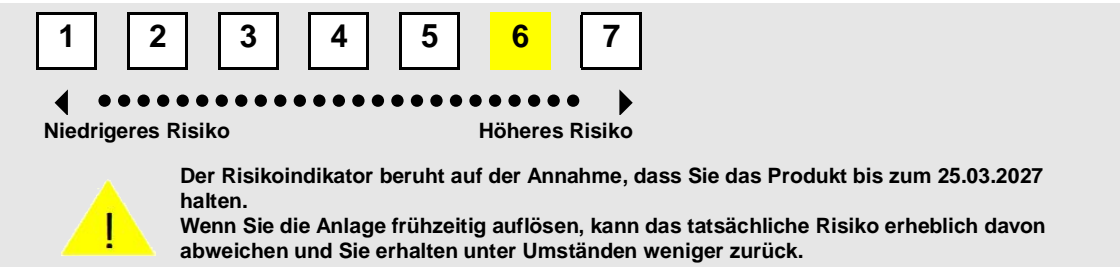 1 2 3 4 5 6 7
Niedrigeres Risiko Höheres Risiko
Der Risikoindikator beruht auf der Annahme, dass Sie das Produkt bis zum 25.03.2027
halten.
Wenn Sie die Anlage frühzeitig auflösen, kann das tatsächliche Risiko erheblich davon
abweichen und Sie erhalten unter Umständen weniger zurück.
!